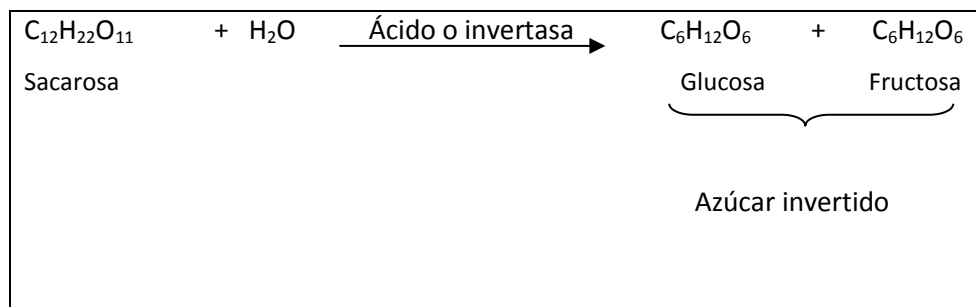 C₁₂H₂₂O₁₁ + H₂O Ácido o invertasa C₆H₁₂O₆ + C₆H₁₂O₆
Sacarosa Glucosa Fructosa
Azúcar invertido